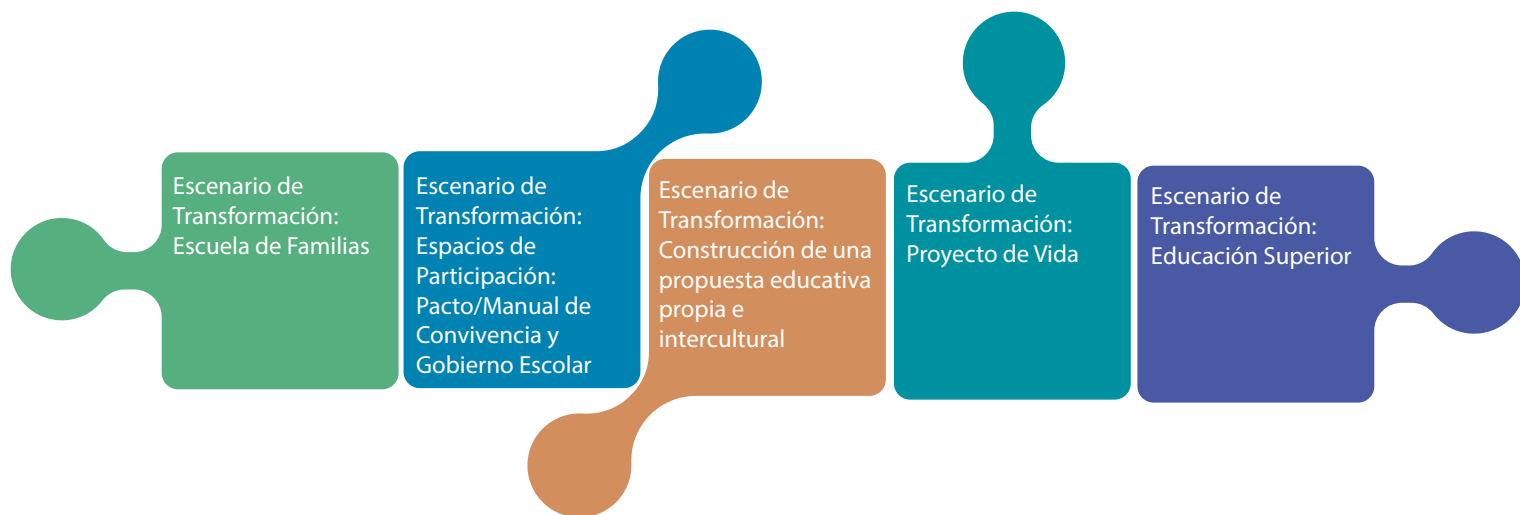 Escenario de
Transformación:
Escuela de Familias
Escenario de
Transformación:
Espacios de
Participación:
Pacto/Manual de
Convivencia y
Gobierno Escolar
Escenario de
Transformación:
Construcción de una
propuesta educativa
propia e
intercultural
Escenario de
Transformación:
Proyecto de Vida
Escenario de
Transformación:
Educación Superior